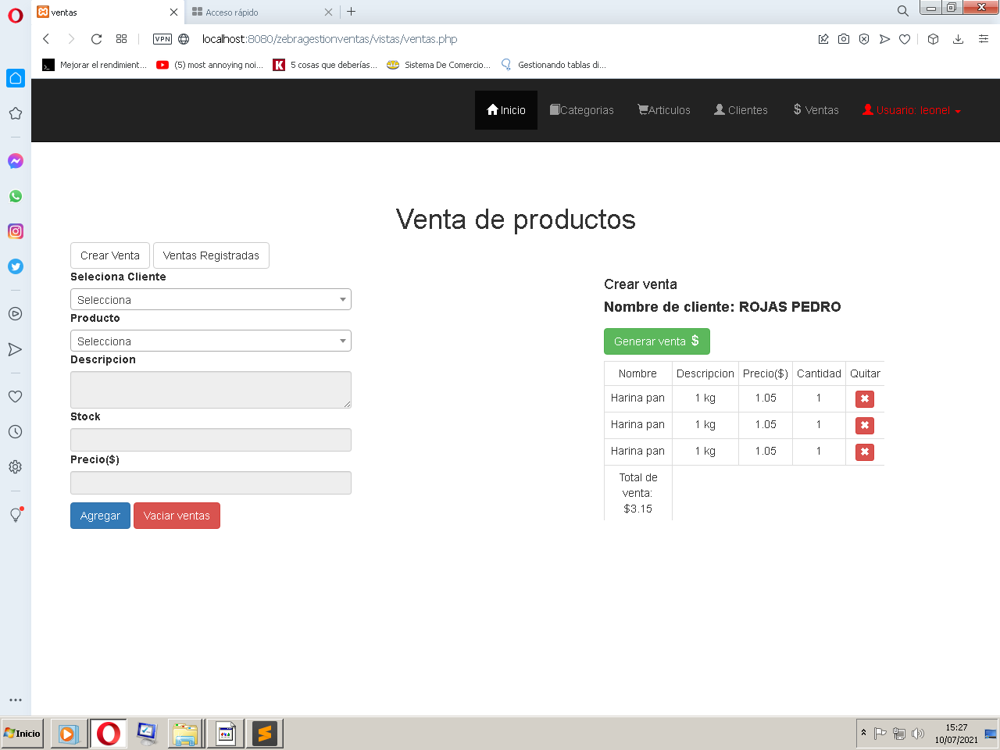 ventas
Acceso rápido
VPN
localhost:8080/zebragestionventas/vistas/ventas.php
Mejorar el rendimient...
(5) most annoying noi...
5 cosas que deberías...
Sistema De Comercio...
Gestionando tablas di...
Inicio
Categorias
Articulos
Clientes
$ Ventas
Usuario: leonel
Venta de productos
Crear Venta
Ventas Registradas
Seleciona Cliente
Selecciona
Producto
Selecciona
Descripcion
Stock
Precio($)
Agregar
Vaciar ventas
Crear venta
Nombre de cliente: ROJAS PEDRO
Generar venta $
Nombre Descripcion Precio($) Cantidad Quitar
Harina pan 1 kg 1.05 1
Harina pan 1 kg 1.05 1
Harina pan 1 kg 1.05 1
Total de
venta:
$3.15
Inicio
15:27
10/07/2021